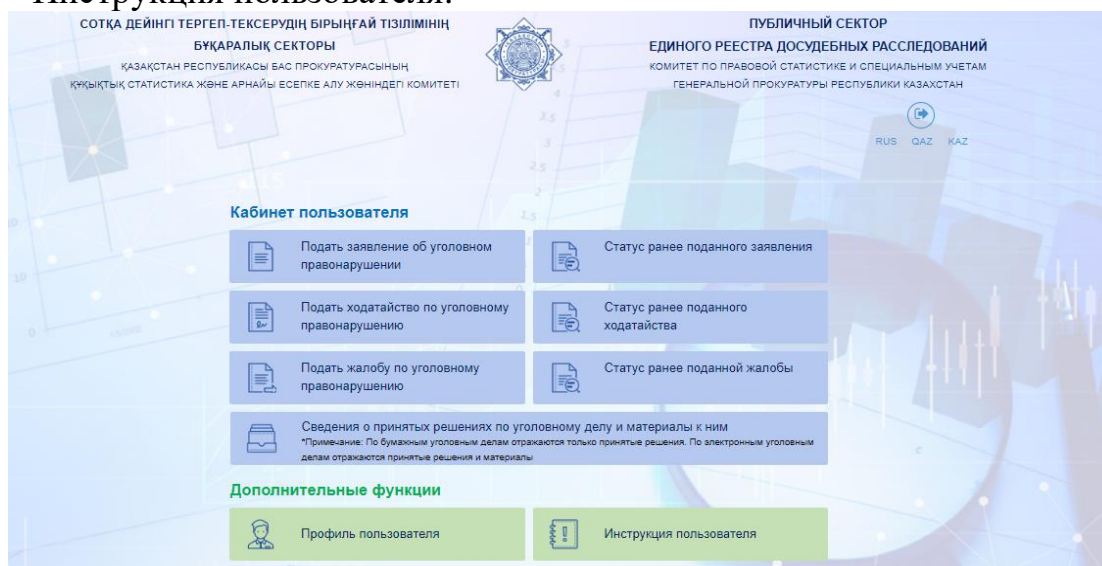 Инструкция пользователя.
СОТҚА ДЕЙІНГІ ТЕРГЕП-ТЕКСЕРУДІҢ БІРЫҢҒАЙ ТІЗІЛІМІНІҢ
БҰҚАРАЛЫҚ СЕКТОРЫ
ҚАЗАҚСТАН РЕСПУБЛИКАСЫ БАС ПРОКУРАТУРАСЫНЫҢ
ҚҰҚЫҚТЫҚ СТАТИСТИКА ЖӘНЕ АРНАЙЫ ЕСЕПКЕ АЛУ ЖӨНІНДЕГІ КОМИТЕТІ
ПУБЛИЧНЫЙ СЕКТОР
ЕДИНОГО РЕЕСТРА ДОСУДЕБНЫХ РАССЛЕДОВАНИЙ
КОМИТЕТ ПО ПРАВОВОЙ СТАТИСТИКЕ И СПЕЦИАЛЬНЫМ УЧЕТАМ
ГЕНЕРАЛЬНОЙ ПРОКУРАТУРЫ РЕСПУБЛИКИ КАЗАХСТАН
RUS QAZ KAZ
Кабинет пользователя
Подать заявление об уголовном
правонарушении
Статус ранее поданного заявления
Подать ходатайство по уголовному
правонарушению
Статус ранее поданного
ходатайства
Подать жалобу по уголовному
правонарушению
Статус ранее поданной жалобы
Сведения о принятых решениях по уголовному делу и материалы к ним
*Примечание: По бумажным уголовным делам отражаются только принятые решения. По электронным уголовным
делам отражаются принятые решения и материалы
Дополнительные функции
Профиль пользователя
Инструкция пользователя